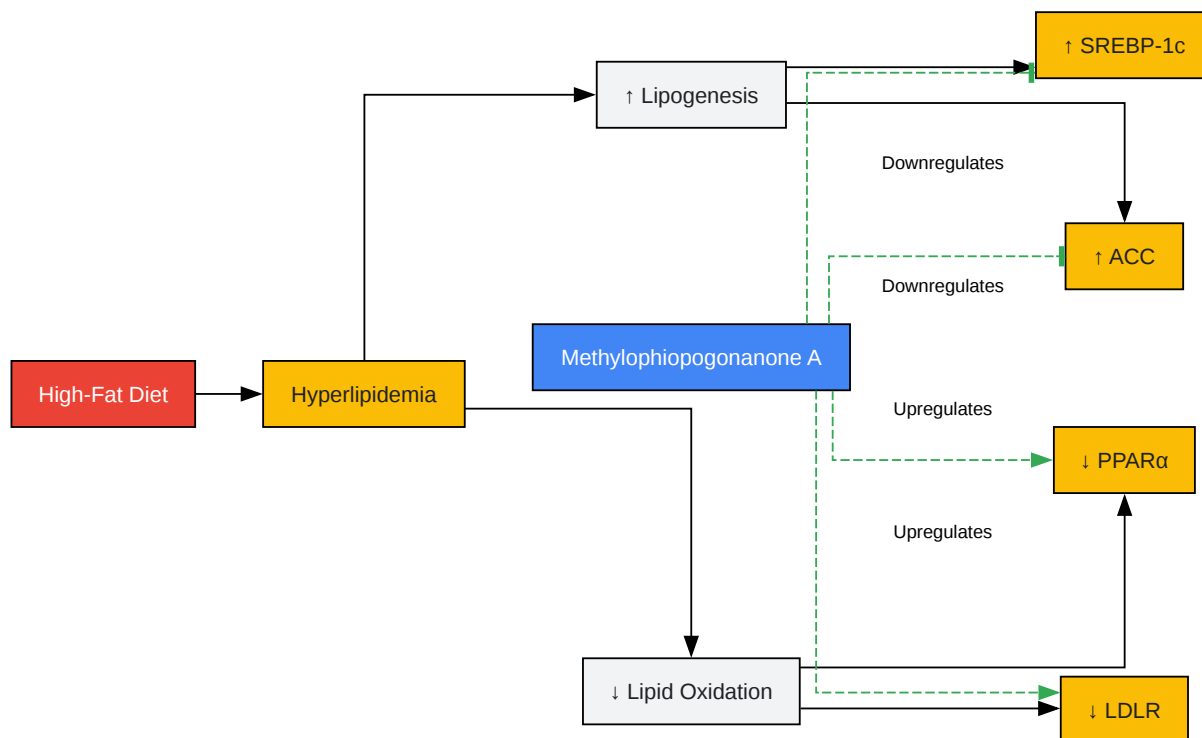 ↑ SREBP-1c
↑ Lipogenesis
Downregulates
↑ ACC
Downregulates
Methylophiopogonanone A
High-Fat Diet
Hyperlipidemia
Upregulates
↓ PPARα
Upregulates
↓ Lipid Oxidation
↓ LDLR